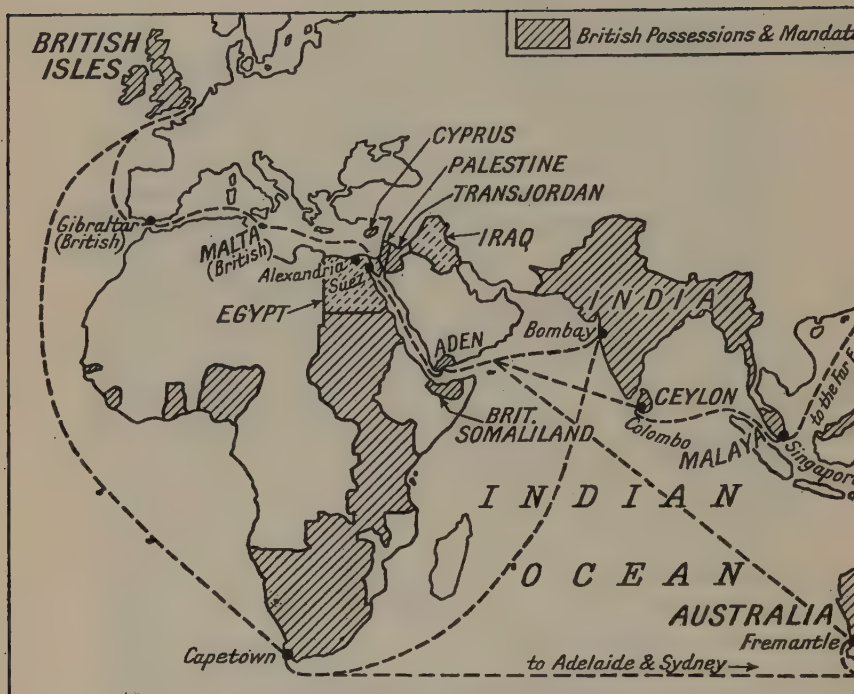 BRITISH
ISLES
British Possessions & Mandat
CYPRUS
PALESTINE
TRANSJORDAN
IRAQ
Gibraltar
(British)
MALTA
(British)
Alexandria
Suez
EGYPT
INDIA
ADEN
Bombay
BRIT.
SOMALILAND
CEYLON
Colombo
MALAYA
Singapore
to the Far E
INDIAN
OCEAN
AUSTRALIA
Fremantle
Capetown
to Adelaide & Sydney→